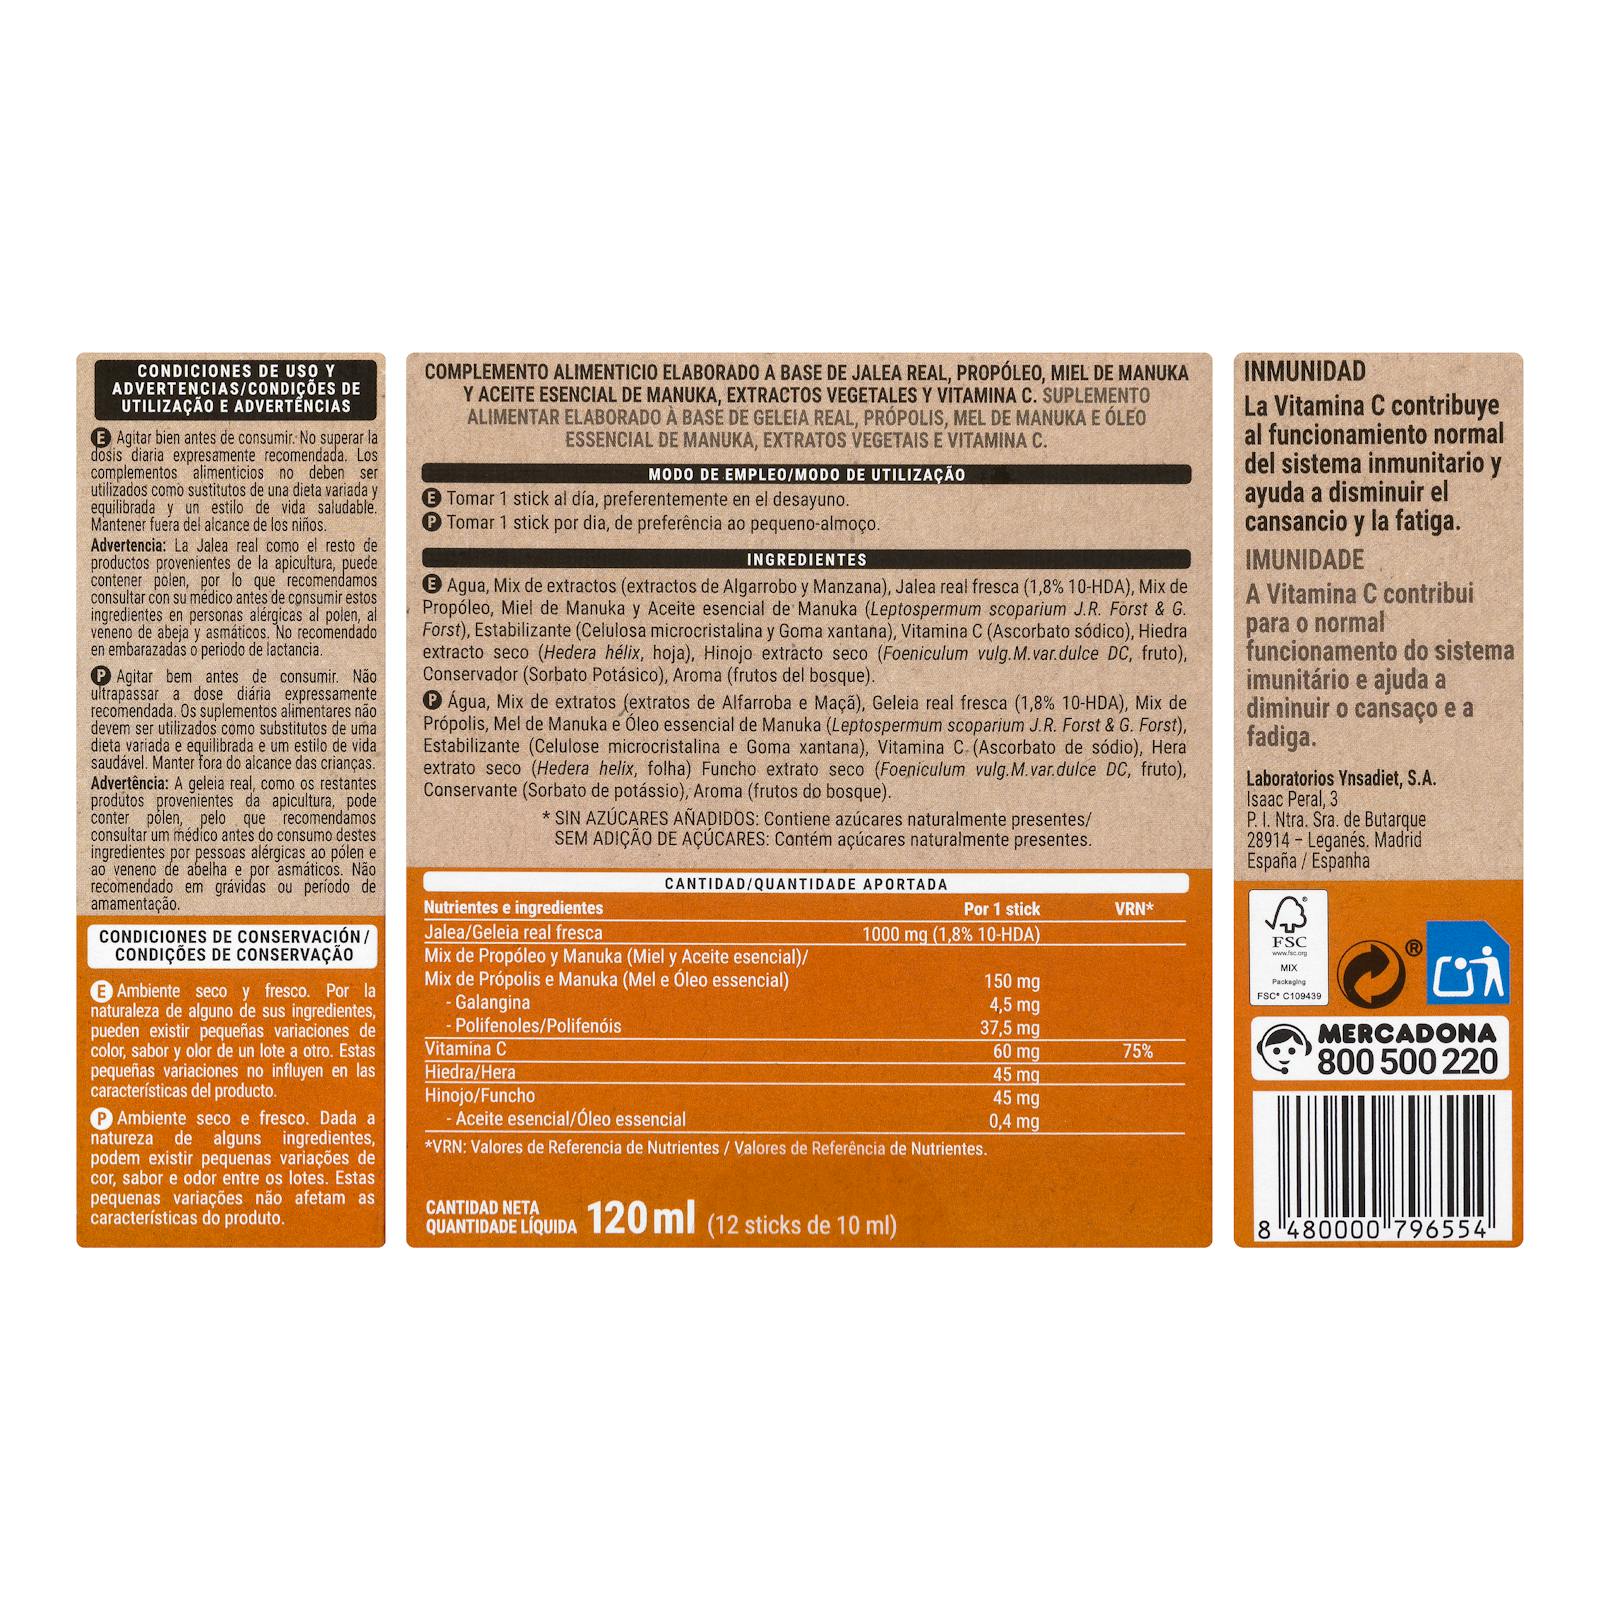 CONDICIONES DE USO Y
ADVERTENCIAS/CONDIÇÕES DE
UTILIZAÇÃO E ADVERTÊNCIAS
E Agitar bien antes de consumir. No superar la
dosis diaria expresamente recomendada. Los
complementos alimenticios no deben ser
utilizados como sustitutos de una dieta variada y
equilibrada y un estilo de vida saludable.
Mantener fuera del alcance de los niños.
Advertencia: La Jalea real como el resto de
productos provenientes de la apicultura, puede
contener polen, por lo que recomendamos
consultar con su médico antes de consumir estos
ingredientes en personas alérgicas al polen, al
veneno de abeja y asmáticos. No recomendado
en embarazadas o periodo de lactancia.
P Agitar bem antes de consumir. Não
ultrapassar a dose diária expressamente
recomendada. Os suplementos alimentares não
devem ser utilizados como substitutos de uma
dieta variada e equilibrada e um estilo de vida
saudável. Manter fora do alcance das crianças.
Advertência: A geleia real, como os restantes
produtos provenientes da apicultura, pode
conter pólen, pelo que recomendamos
consultar um médico antes do consumo destes
ingredientes por pessoas alérgicas ao pólen e
ao veneno de abelha e por asmáticos. Não
recomendado em grávidas ou período de
amamentação.
CONDICIONES DE CONSERVACIÓN/
CONDIÇÕES DE CONSERVAÇÃO
E Ambiente seco y fresco. Por la
naturaleza de alguno de sus ingredientes,
pueden existir pequeñas variaciones de
color, sabor y olor de un lote a otro. Estas
pequeñas variaciones no influyen en las
características del producto.
P Ambiente seco e fresco. Dada a
natureza de alguns ingredientes,
podem existir pequenas variações de
cor, sabor e odor entre os lotes. Estas
pequenas variações não afetam as
características do produto.
COMPLEMENTO ALIMENTICIO ELABORADO A BASE DE JALEA REAL, PROPÓLEO, MIEL DE MANUKA
Y ACEITE ESENCIAL DE MANUKA, EXTRACTOS VEGETALES Y VITAMINA C. SUPLEMENTO
ALIMENTAR ELABORADO À BASE DE GELEIA REAL, PRÓPOLIS, MEL DE MANUKA E ÓLEO
ESSENCIAL DE MANUKA, EXTRATOS VEGETAIS E VITAMINA C.
MODO DE EMPLEO/MODO DE UTILIZAÇÃO
E Tomar 1 stick al día, preferentemente en el desayuno.
P Tomar 1 stick por dia, de preferência ao pequeno-almoço.
INGREDIENTES
E Agua, Mix de extractos (extractos de Algarrobo y Manzana), Jalea real fresca (1,8% 10-HDA), Mix de
Propóleo, Miel de Manuka y Aceite esencial de Manuka (Leptospermum scoparium J.R. Forst & G.
Forst), Estabilizante (Celulosa microcristalina y Goma xantana), Vitamina C (Ascorbato sódico), Hiedra
extracto seco (Hedera hélix, hoja), Hinojo extracto seco (Foeniculum vulg.M.var.dulce DC, fruto),
Conservador (Sorbato Potásico), Aroma (frutos del bosque).
P Água, Mix de extratos (extratos de Alfarroba e Maçã), Geleia real fresca (1,8% 10-HDA), Mix de
Própolis, Mel de Manuka e Óleo essencial de Manuka (Leptospermum scoparium J.R. Forst & G. Forst),
Estabilizante (Celulose microcristalina e Goma xantana), Vitamina C (Ascorbato de sódio), Hera
extrato seco (Hedera helix, folha) Funcho extrato seco (Foeniculum vulg.M.var.dulce DC, fruto),
Conservante (Sorbato de potássio), Aroma (frutos do bosque).
* SIN AZÚCARES AÑADIDOS: Contiene azúcares naturalmente presentes/
SEM ADIÇÃO DE AÇÚCARES: Contém açúcares naturalmente presentes.
CANTIDAD/QUANTIDADE APORTADA
Nutrientes e ingredientes Por 1 stick VRN*
Jalea/Geleia real fresca 1000 mg (1,8% 10-HDA)
Mix de Propóleo y Manuka (Miel y Aceite esencial)/
Mix de Própolis e Manuka (Mel e Óleo essencial) 150 mg
- Galangina 4,5 mg
- Polifenoles/Polifenóis 37,5 mg
Vitamina C 60 mg 75%
Hiedra/Hera 45 mg
Hinojo/Funcho 45 mg
- Aceite esencial/Óleo essencial 0,4 mg
*VRN: Valores de Referencia de Nutrientes / Valores de Referência de Nutrientes.
CANTIDAD NETA
QUANTIDADE LÍQUIDA 120 ml (12 sticks de 10 ml)
INMUNIDAD
La Vitamina C contribuye
al funcionamiento normal
del sistema inmunitario y
ayuda a disminuir el
cansancio y la fatiga.
IMUNIDADE
A Vitamina C contribui
para o normal
funcionamento do sistema
imunitário e ajuda a
diminuir o cansaço e a
fadiga.
Laboratorios Ynsadiet, S.A.
Isaac Peral, 3
P. I. Ntra. Sra. de Butarque
28914 – Leganés. Madrid
España / Espanha
FSC
www.fsc.org
MIX
Packaging
FSC® C109439
®
MERCADONA
800 500 220
8 480000 796554